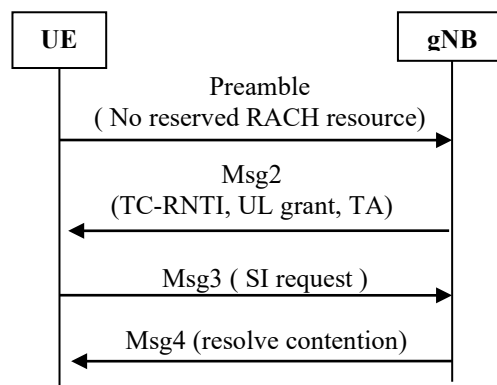 UE
gNB
Preamble
( No reserved RACH resource)
Msg2
(TC-RNTI, UL grant, TA)
Msg3 ( SI request )
Msg4 (resolve contention)